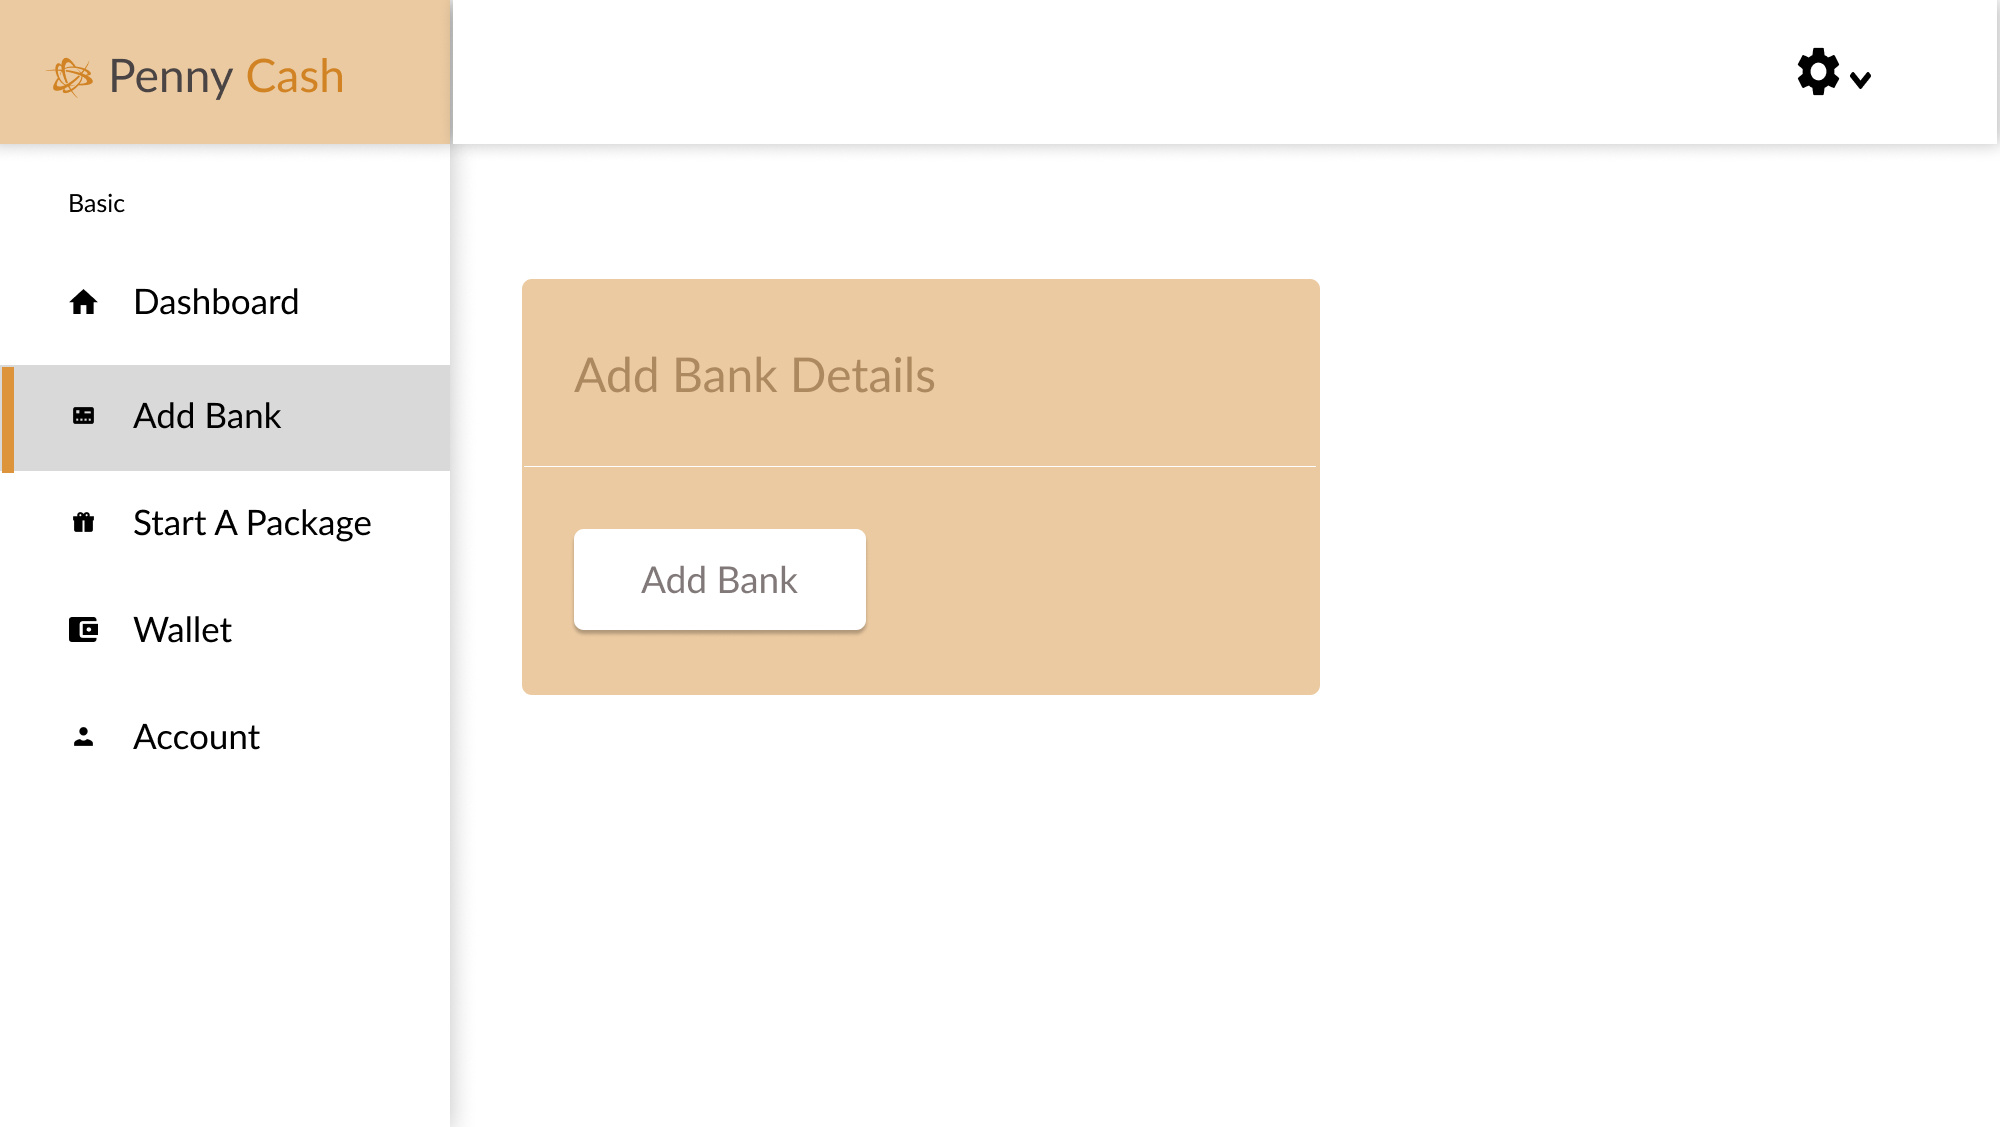 Penny Cash
Basic
Dashboard
Add Bank
Start A Package
Wallet
Account
Add Bank Details
Add Bank